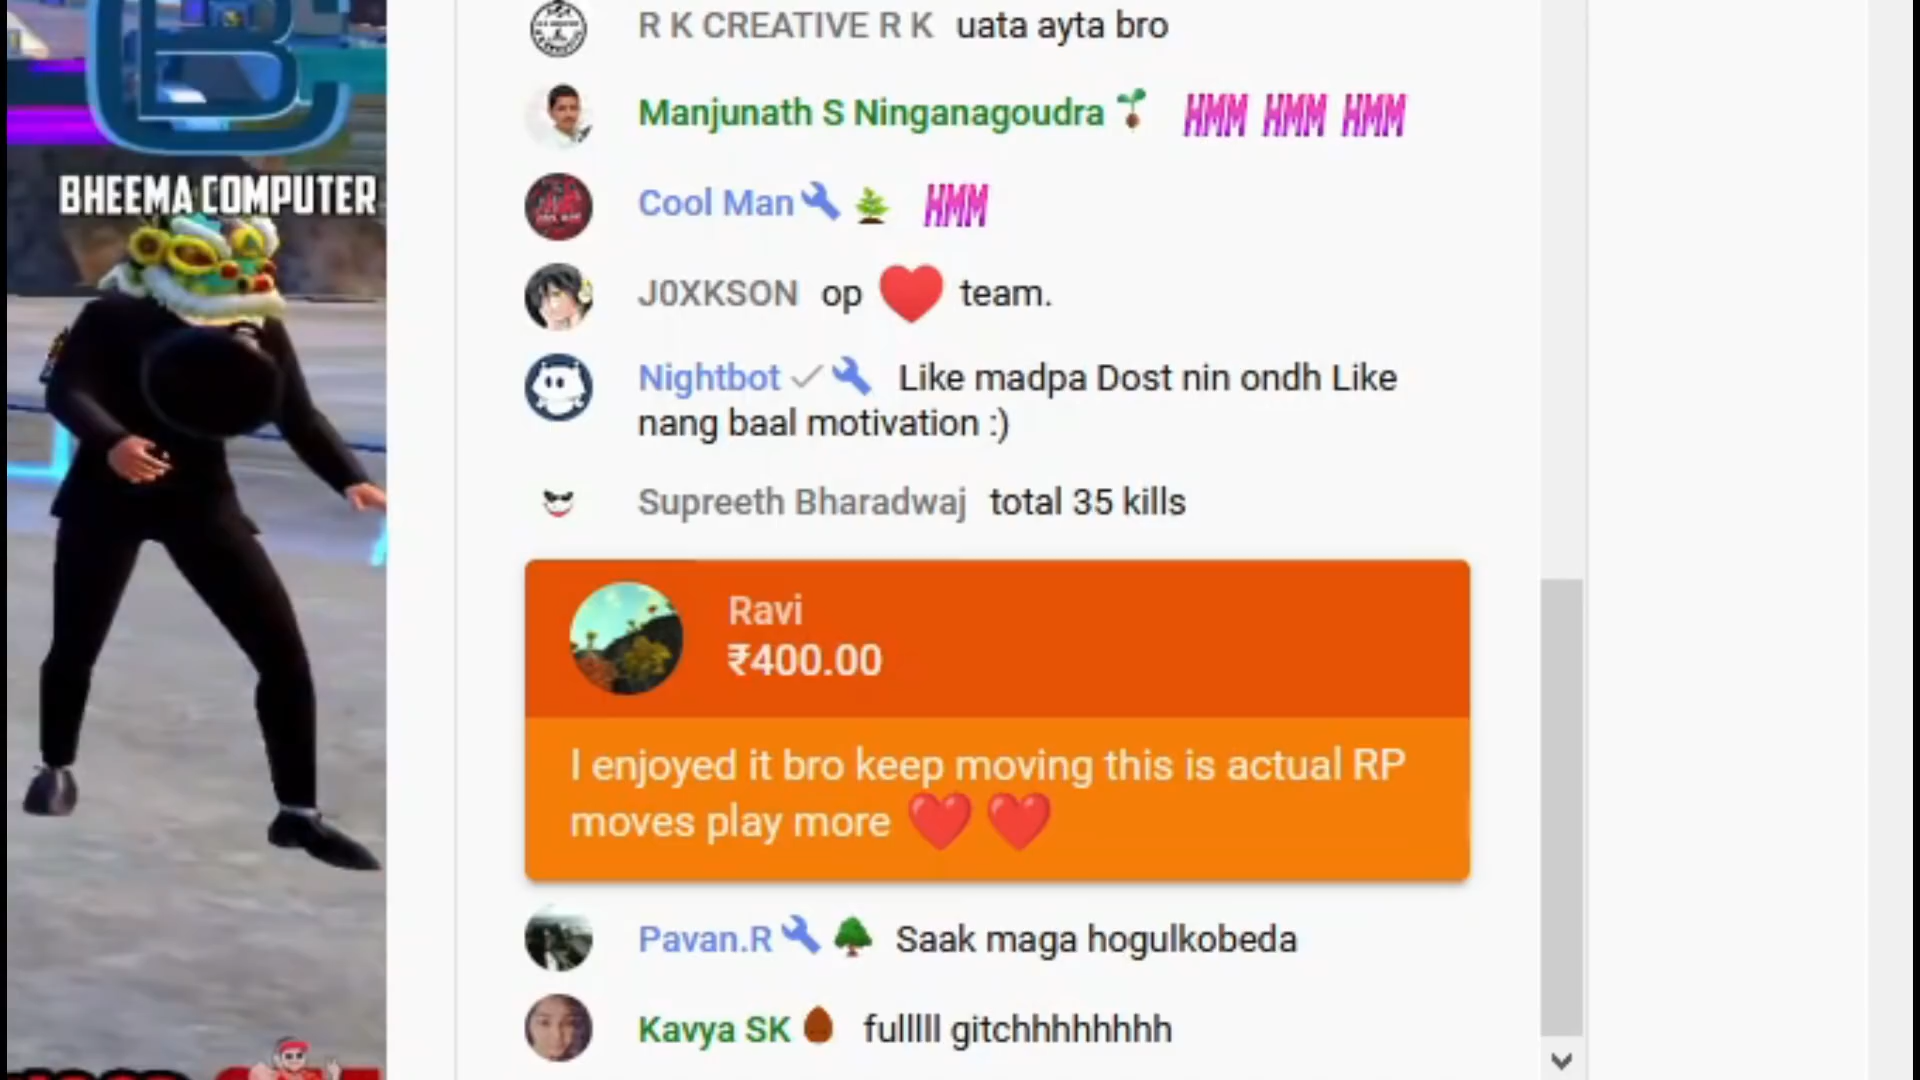 R K CREATIVE R K uata ayta bro
Manjunath S Ninganagoudra HMM HMM HMM
BHEEMA COMPUTER
Cool Man HMM
J0XKSON op ❤️ team.
Nightbot Like madpa Dost nin ondh Like
nang baal motivation :)
Supreeth Bharadwaj total 35 kills
Ravi
₹400.00
I enjoyed it bro keep moving this is actual RP
moves play more ❤️ ❤️
Pavan.R Saak maga hogulkobeda
Kavya SK fulllll gitchhhhhhhh